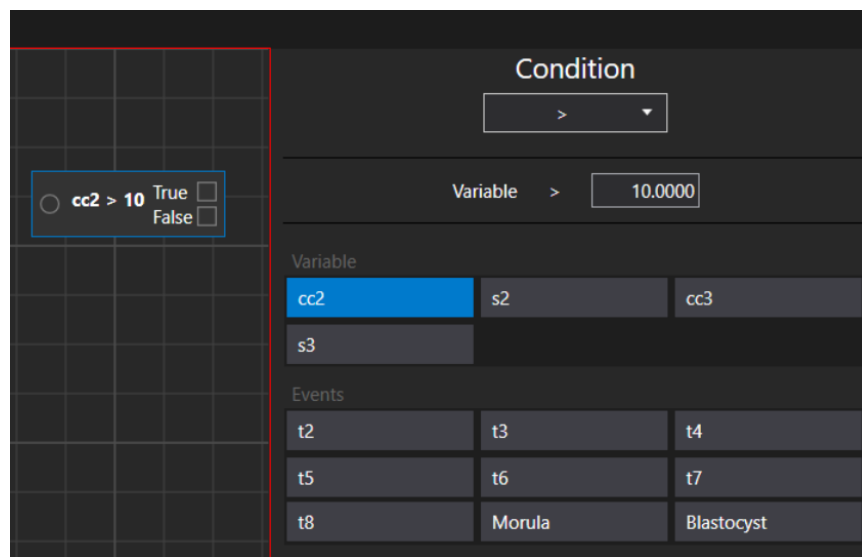 cc2 > 10 True
False
Condition
>
Variable > 10.0000
Variable
cc2 s2 cc3
s3
Events
t2 t3 t4
t5 t6 t7
t8 Morula Blastocyst